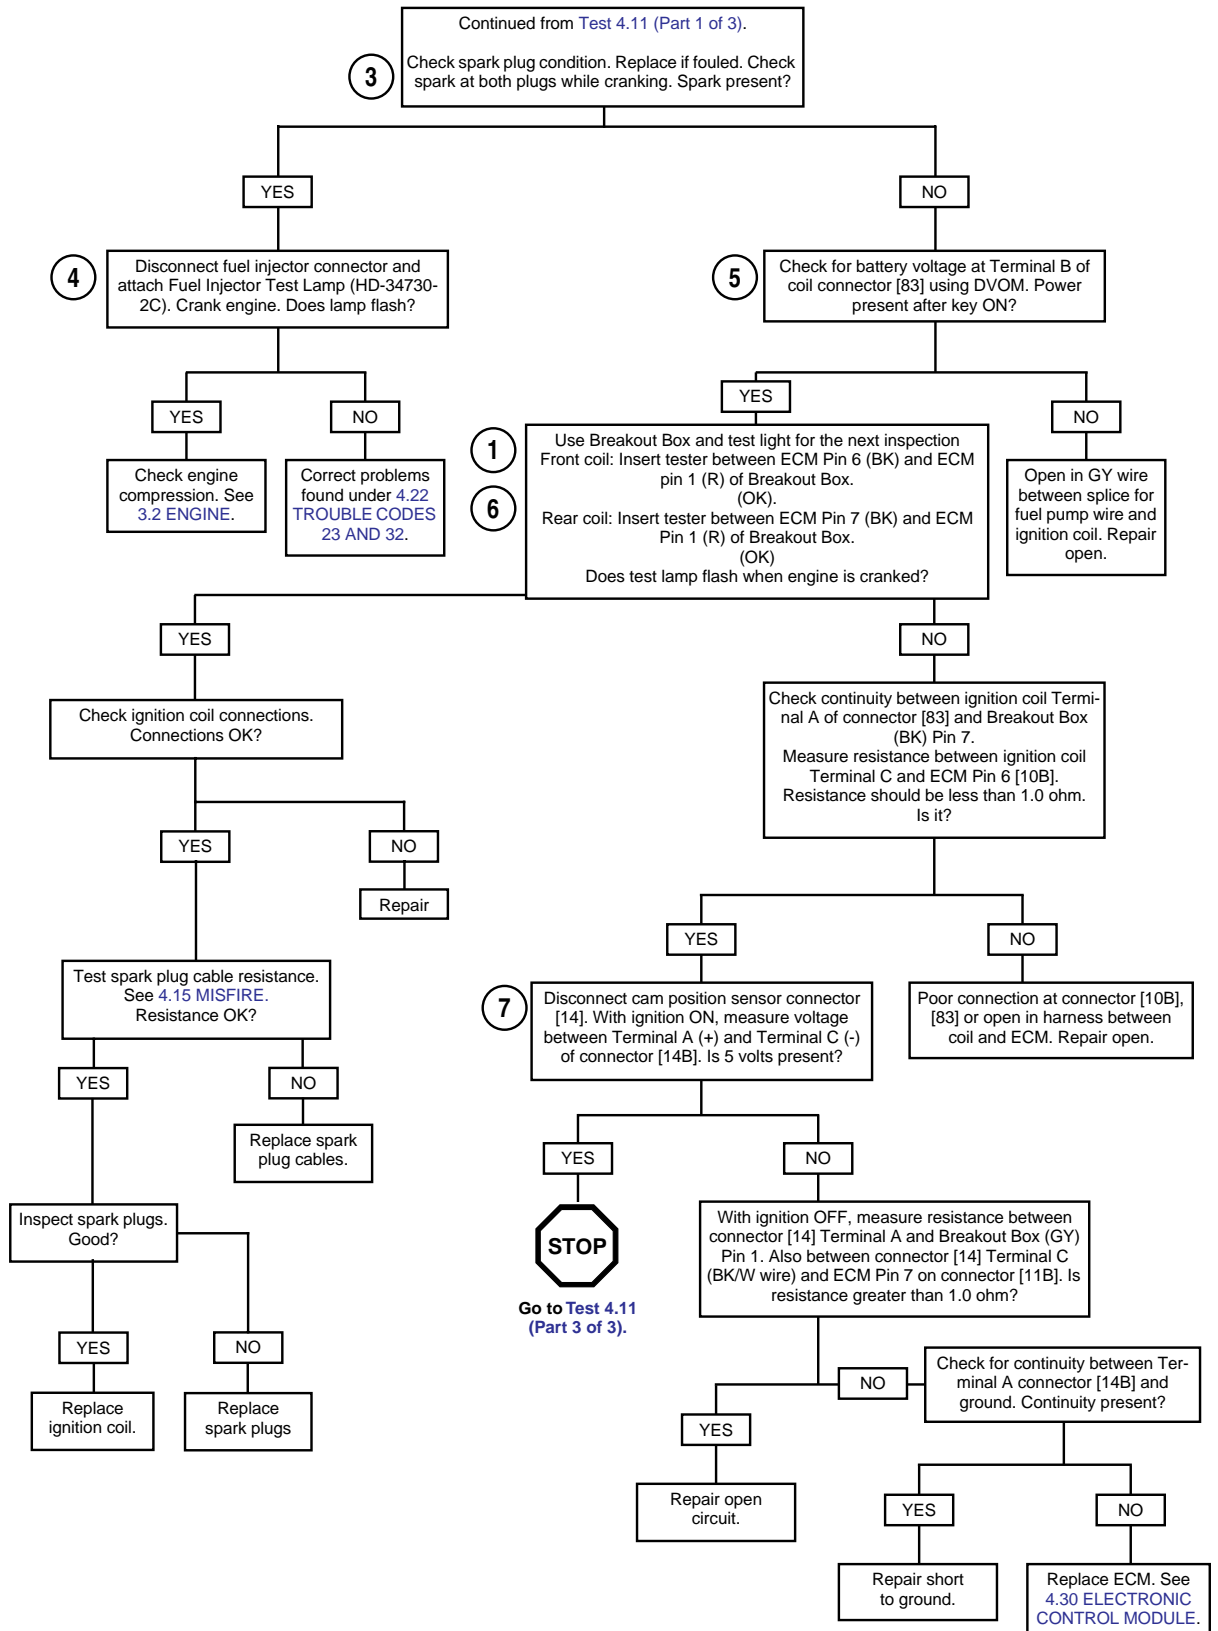 Continued from Test 4.11 (Part 1 of 3).
Check spark plug condition. Replace if fouled. Check
spark at both plugs while cranking. Spark present?
3
YES
NO
4
Disconnect fuel injector connector and
attach Fuel Injector Test Lamp (HD-34730-
2C). Crank engine. Does lamp flash?
5
Check for battery voltage at Terminal B of
coil connector [83] using DVOM. Power
present after key ON?
YES
NO
YES
NO
Check engine
compression. See
3.2 ENGINE.
Correct problems
found under 4.22
TROUBLE CODES
23 AND 32.
1
6
Use Breakout Box and test light for the next inspection
Front coil: Insert tester between ECM Pin 6 (BK) and ECM
pin 1 (R) of Breakout Box.
(OK).
Rear coil: Insert tester between ECM Pin 7 (BK) and ECM
Pin 1 (R) of Breakout Box.
(OK)
Does test lamp flash when engine is cranked?
Open in GY wire
between splice for
fuel pump wire and
ignition coil. Repair
open.
YES
NO
Check ignition coil connections.
Connections OK?
Check continuity between ignition coil Termi-
nal A of connector [83] and Breakout Box
(BK) Pin 7.
Measure resistance between ignition coil
Terminal C and ECM Pin 6 [10B].
Resistance should be less than 1.0 ohm.
Is it?
YES
NO
Repair
YES
NO
Test spark plug cable resistance.
See 4.15 MISFIRE.
Resistance OK?
7
Disconnect cam position sensor connector
[14]. With ignition ON, measure voltage
between Terminal A (+) and Terminal C (-)
of connector [14B]. Is 5 volts present?
Poor connection at connector [10B],
[83] or open in harness between
coil and ECM. Repair open.
YES
NO
Replace spark
plug cables.
YES
NO
Inspect spark plugs.
Good?
STOP
Go to Test 4.11
(Part 3 of 3).
With ignition OFF, measure resistance between
connector [14] Terminal A and Breakout Box (GY)
Pin 1. Also between connector [14] Terminal C
(BK/W wire) and ECM Pin 7 on connector [11B]. Is
resistance greater than 1.0 ohm?
YES
NO
Replace
ignition coil.
Replace
spark plugs
NO
Check for continuity between Ter-
minal A connector [14B] and
ground. Continuity present?
YES
Repair open
circuit.
YES
NO
Repair short
to ground.
Replace ECM. See
4.30 ELECTRONIC
CONTROL MODULE.